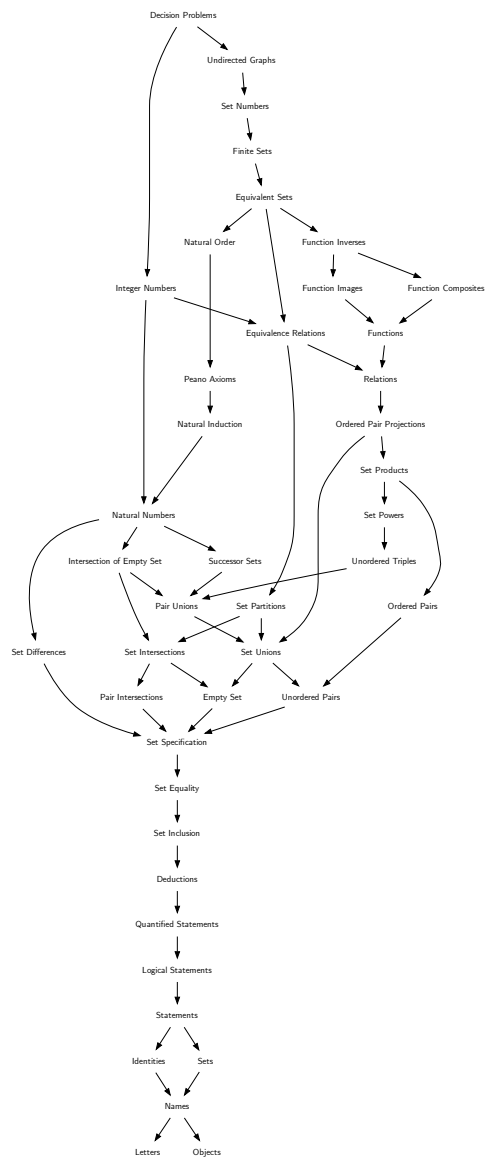 Decision Problems
Undirected Graphs
Set Numbers
Finite Sets
Equivalent Sets
Natural Order
Function Inverses
Integer Numbers
Function Images
Function Composites
Equivalence Relations
Functions
Peano Axioms
Relations
Natural Induction
Ordered Pair Projections
Set Products
Natural Numbers
Set Powers
Intersection of Empty Set
Successor Sets
Unordered Triples
Pair Unions
Set Partitions
Ordered Pairs
Set Differences
Set Intersections
Set Unions
Pair Intersections
Empty Set
Unordered Pairs
Set Specification
Set Equality
Set Inclusion
Deductions
Quantified Statements
Logical Statements
Statements
Identities
Sets
Names
Letters
Objects